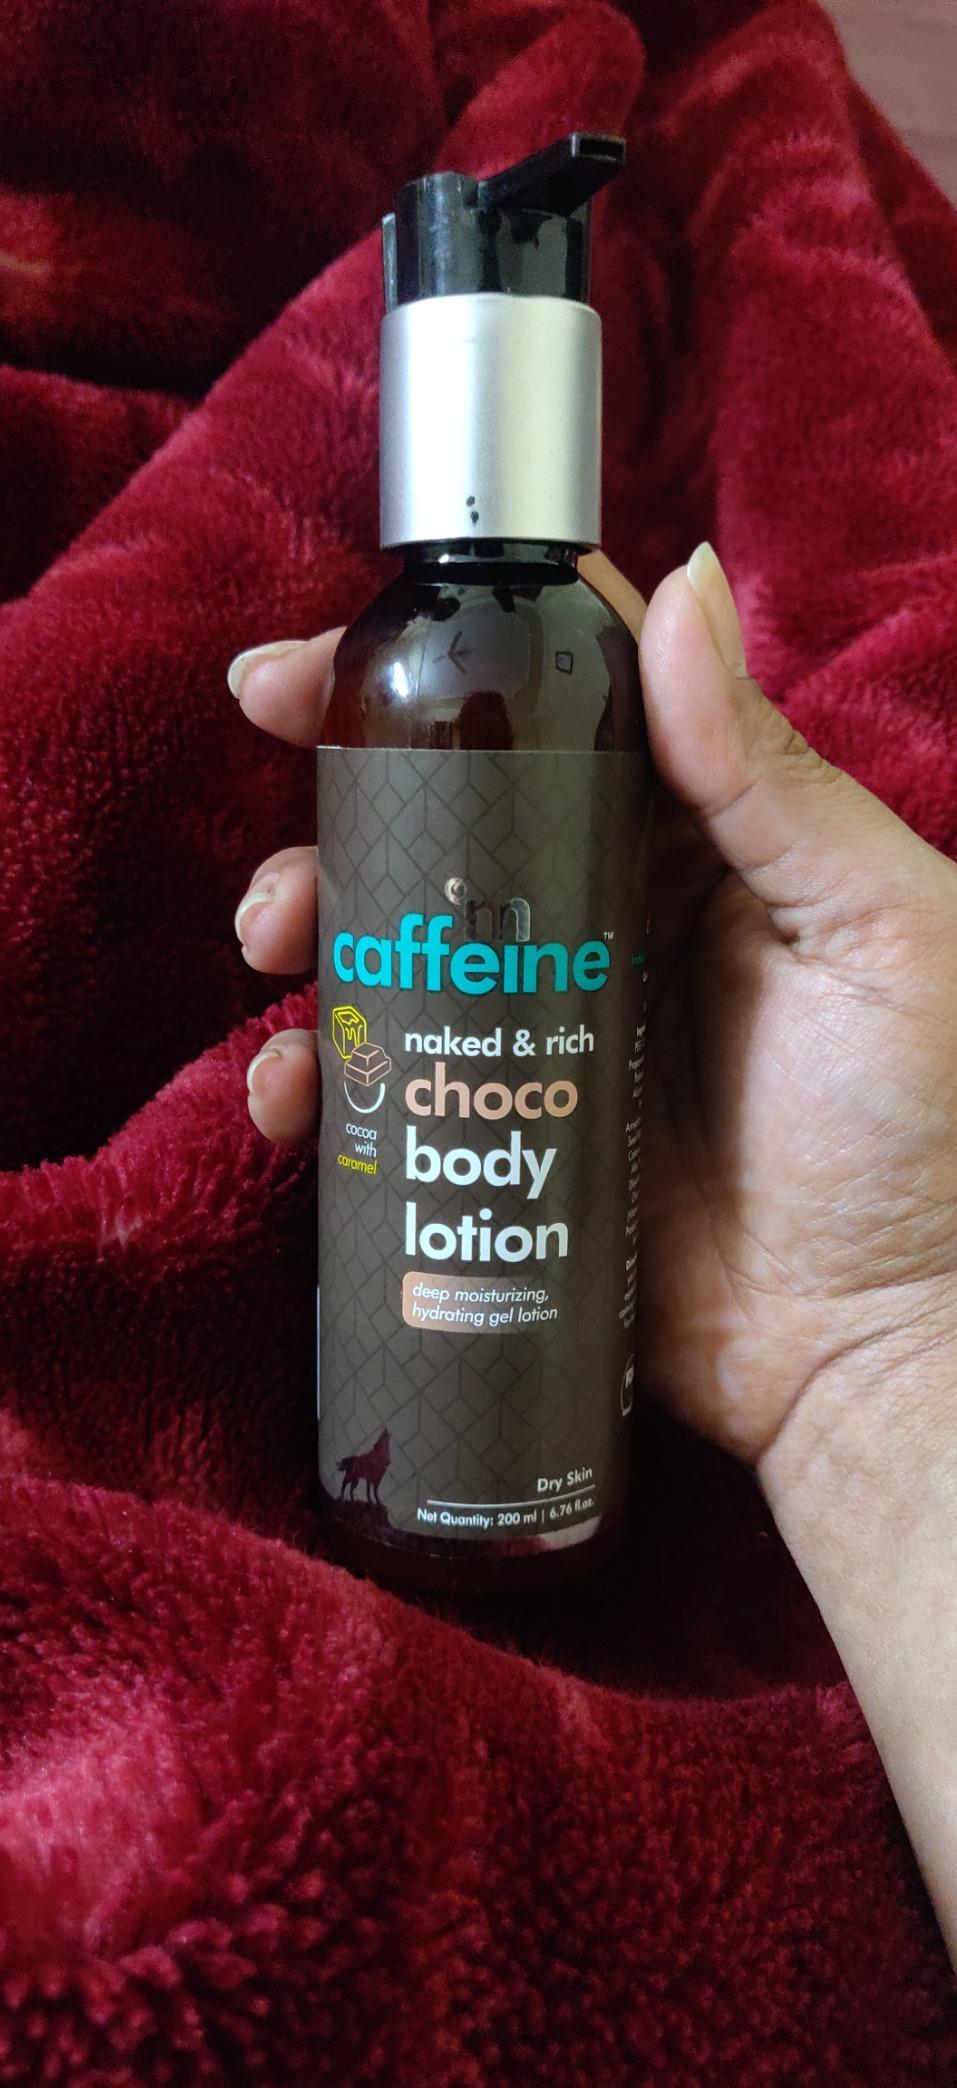 mcaffeine™
naked & rich
choco
body
lotion
cocoa
with
caramel
deep moisturizing,
hydrating gel lotion
Dry Skin
Net Quantity: 200 ml | 6.76 fl.oz.